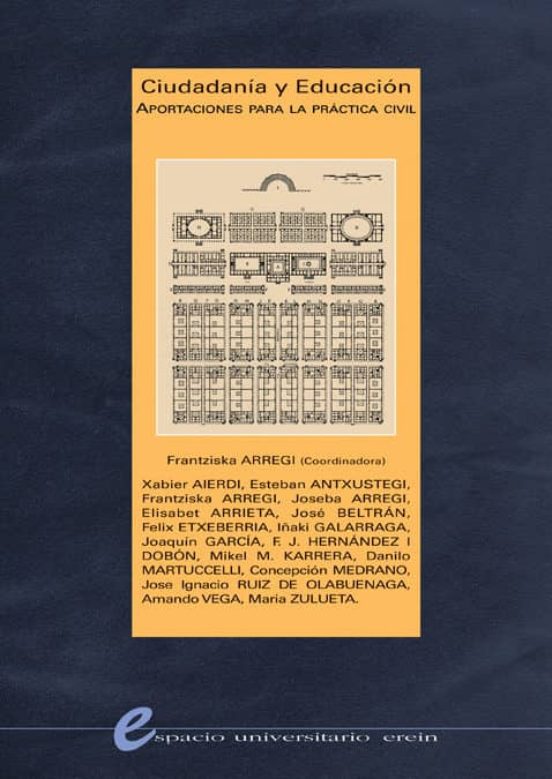 Ciudadanía y Educación
APORTACIONES PARA LA PRÁCTICA CIVIL
Frantziska ARREGI (Coordinadora)
Xabier AIERDI, Esteban ANTXUSTEGI,
Frantziska ARREGI, Joseba ARREGI,
Elisabet ARRIETA, José BELTRÁN,
Felix ETXEBERRIA, Iñaki GALARRAGA,
Joaquín GARCÍA, F. J. HERNÁNDEZ I
DOBÓN, Mikel M. KARRERA, Danilo
MARTUCCELLI, Concepción MEDRANO,
Jose Ignacio RUIZ DE OLABUENAGA,
Amando VEGA, Maria ZULUETA.
espacio universitario erein